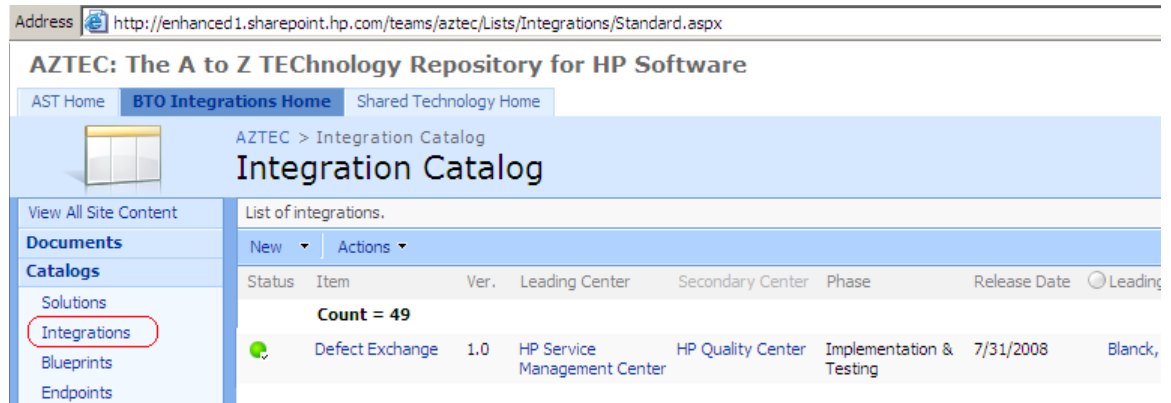 Address http://enhanced1.sharepoint.hp.com/teams/aztec/Lists/Integrations/Standard.aspx
AZTEC: The A to Z TEChnology Repository for HP Software
AST Home BTO Integrations Home Shared Technology Home
AZTEC > Integration Catalog
Integration Catalog
View All Site Content
Documents
Catalogs
Solutions
Integrations
Blueprints
Endpoints
List of integrations.
New Actions
Status Item Ver. Leading Center Secondary Center Phase Release Date Leading
Count = 49
Defect Exchange 1.0 HP Service HP Quality Center Implementation & 7/31/2008 Blanck,
Management Center Testing